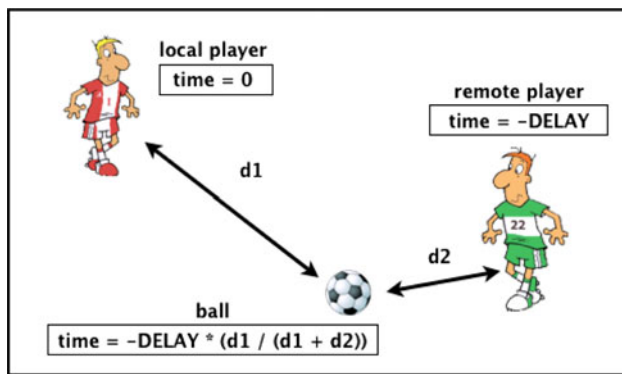 local player
time = 0
remote player
time = -DELAY
1
22
d1
d2
ball
time = -DELAY * (d1 / (d1 + d2))